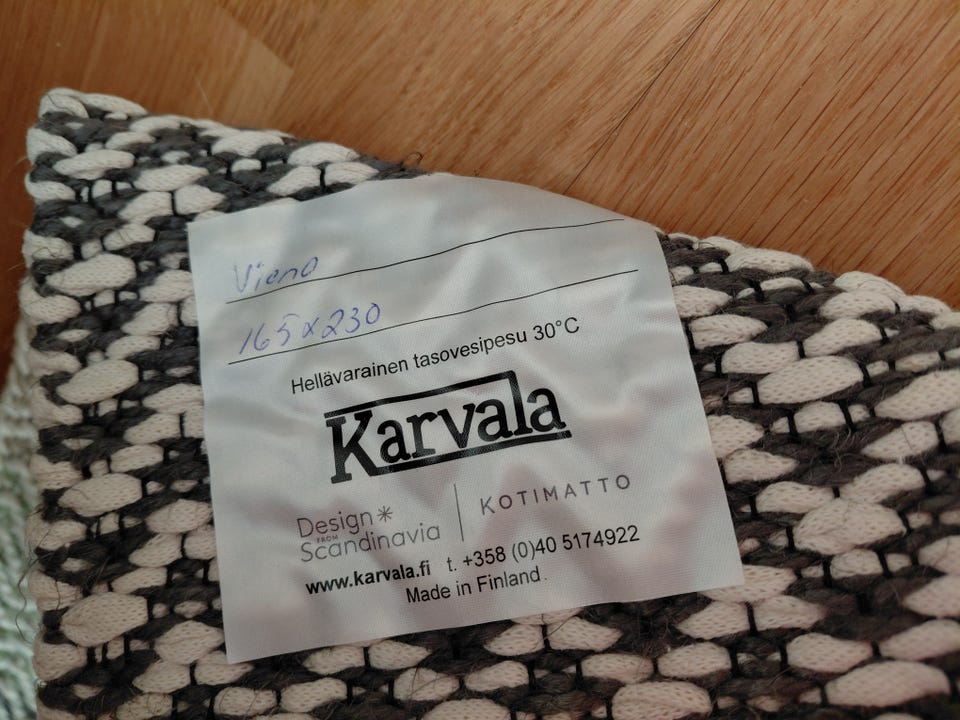 Vieno
165x230
Hellävarainen tasovesipesu 30°C
Karvala
Design✳
FROM
Scandinavia
KOTIMATTO
www.karvala.fi t. +358 (0)40 5174922
Made in Finland